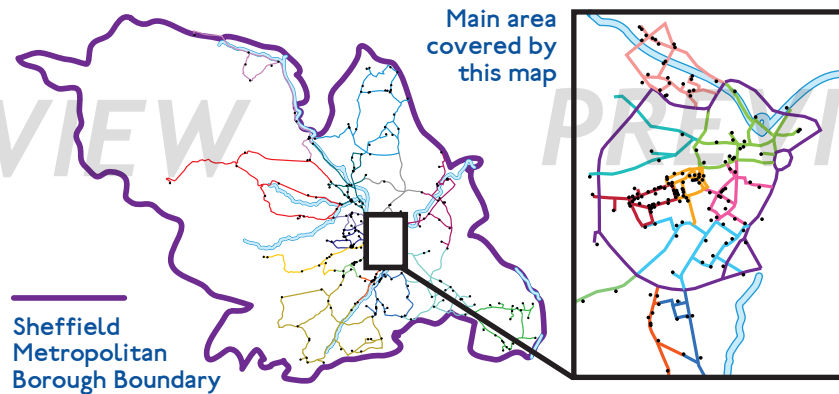 Main area
covered by
this map
VIEW
PREVI
Sheffield
Metropolitan
Borough Boundary